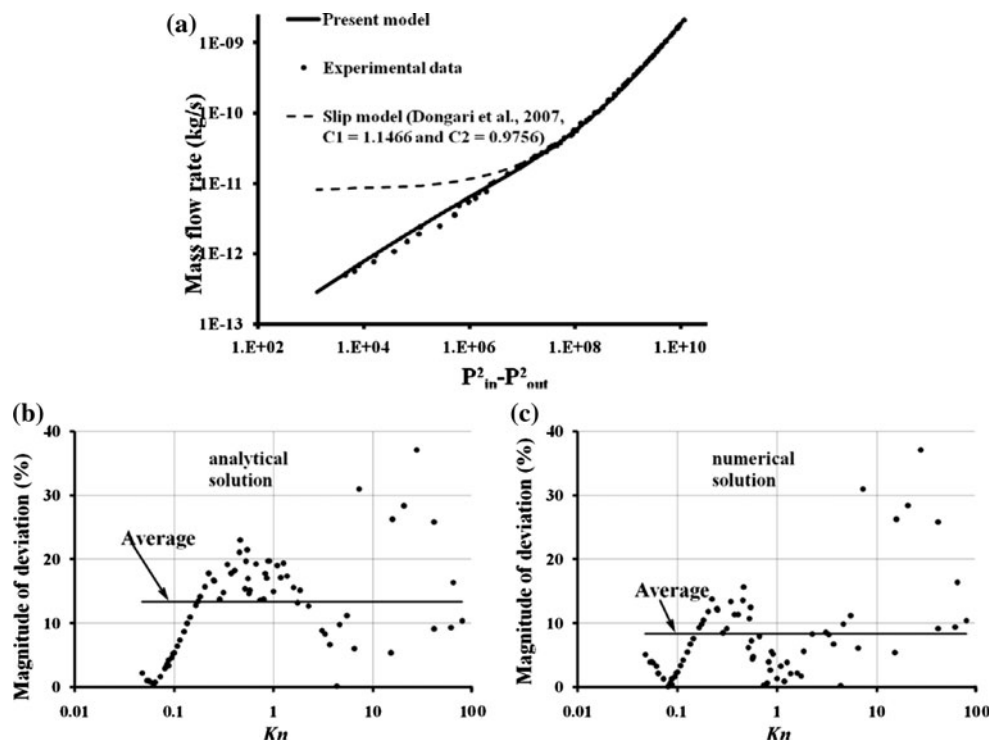 (a)
Present model
Experimental data
Slip model (Dongari et al., 2007,
C1 = 1.1466 and C2 = 0.9756)
Mass flow rate (kg/s)
1E-09
1E-10
1E-11
1E-12
1E-13
1.E+02 1.E+04 1.E+06 1.E+08 1.E+10
P²in-P²out
(b)
Magnitude of deviation (%)
40
30
20
10
0
analytical
solution
Average
0.01 0.1 1 10 100
Kn
(c)
Magnitude of deviation (%)
40
30
20
10
0
numerical
solution
Average
0.01 0.1 1 10 100
Kn